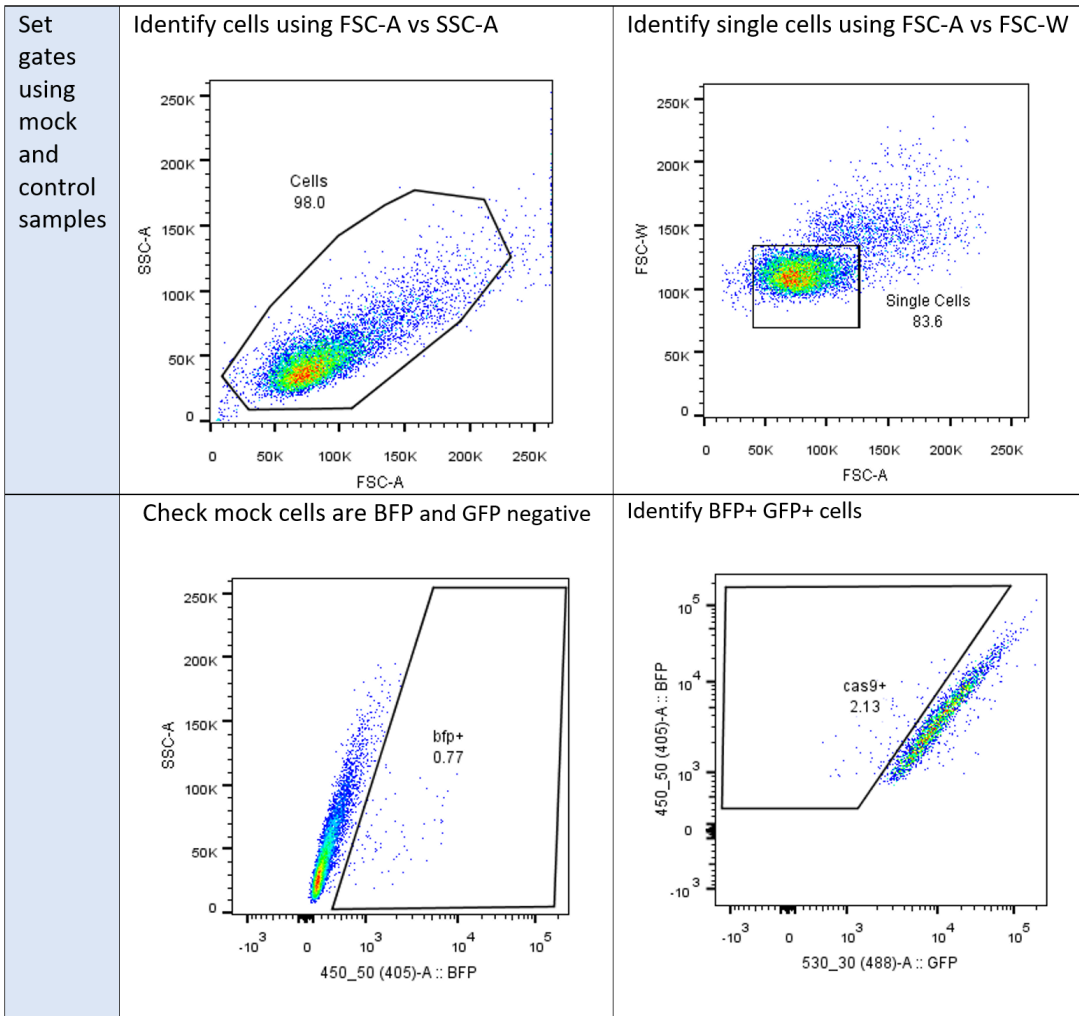 Set
gates
using
mock
and
control
samples
Identify cells using FSC-A vs SSC-A
250K
200K
150K
100K
50K
0
SSC-A
Cells
98.0
0
50K
100K
150K
200K
250K
FSC-A
Identify single cells using FSC-A vs FSC-W
250K
200K
150K
100K
50K
0
FSC-W
Single Cells
83.6
0
50K
100K
150K
200K
250K
FSC-A
Check mock cells are BFP and GFP negative
250K
200K
150K
100K
50K
0
SSC-A
bfp+
0.77
-10^3
0
10^3
10^4
10^5
450_50 (405)-A :: BFP
Identify BFP+ GFP+ cells
10^5
10^4
10^3
0
-10^3
450_50 (405)-A :: BFP
cas9+
2.13
-10^3
0
10^3
10^4
10^5
530_30 (488)-A :: GFP